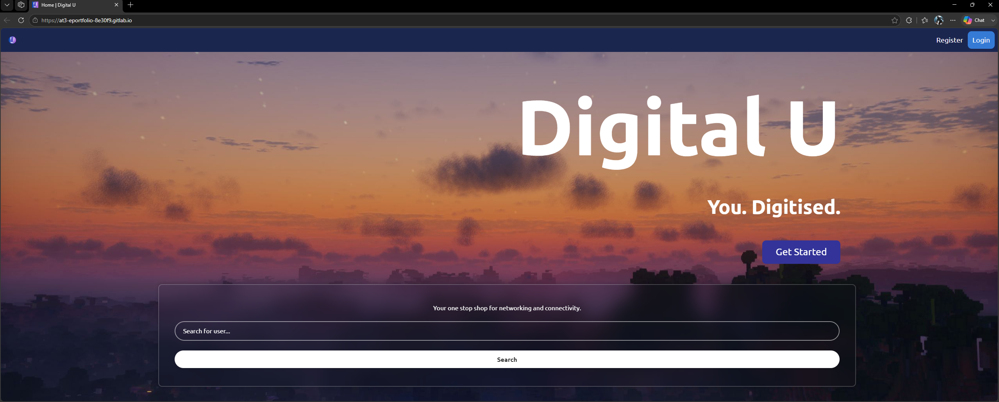 Home | Digital U
https://at3-eportfolio-8e30f9.gitlab.io
Chat
U
Register
Login
Digital U
You. Digitised.
Get Started
Your one stop shop for networking and connectivity.
Search for user...
Search